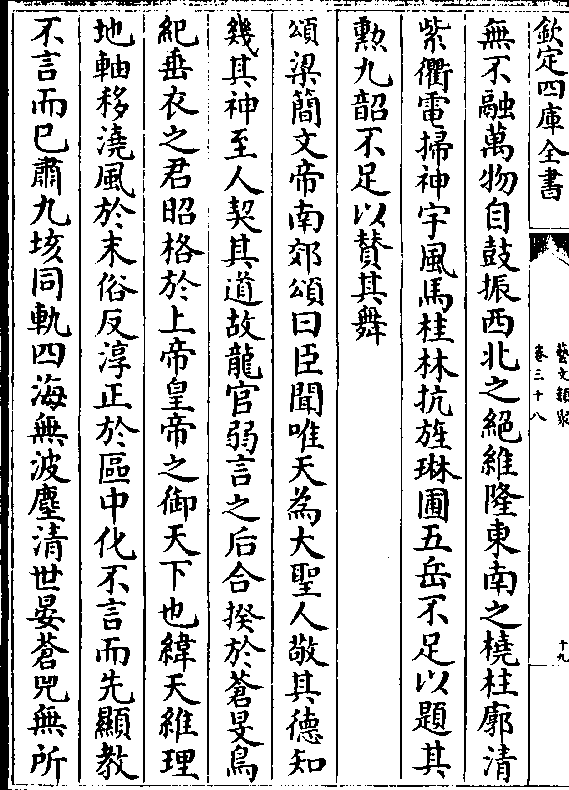 欽定四庫全書
藝文類聚
卷三十八
十九
無不融萬物自鼓振西北之絕維隆東南之橈柱廓清
紫衢電掃神宇風馬桂林抗旌琳圃五岳不足以題其
勲九韶不足以賛其舞
頌梁簡文帝南郊頌曰臣聞唯天為大聖人敬其德知
幾其神至人契其道故龍官弱言之后合揆於蒼旻鳥
紀垂衣之君昭格於上帝皇帝之御天下也緯天維理
地軸移澆風於末俗反淳正於區中化不言而先顯教
不言而已肅九垓同軌四海無波塵清世晏蒼兕無所